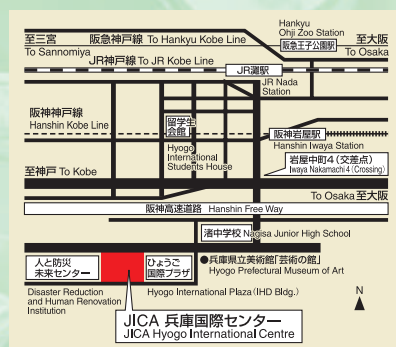 Hankyu
Ohji Zoo Station
至三宮 阪急神戸線 To Hankyu Kobe Line 阪急王子公園駅 至大阪
To Sannomiya To Osaka
JR神戸線 To JR Kobe Line
JR灘駅
JR Nada
Station
阪神神戸線
Hanshin Kobe Line
留学生
会館
阪神岩屋駅
Hanshin Iwaya Station
Hyogo
International
Students House
岩屋中町4(交差点)
Iwaya Nakamachi 4 (Crossing)
至神戸 To Kobe
To Osaka 至大阪
阪神高速道路 Hanshin Free Way
渚中学校 Nagisa Junior High School
人と防災
未来センター
ひょうご
国際プラザ
●兵庫県立美術館「芸術の館」
Hyogo Prefectural Museum of Art
Disaster Reduction
and Human Renovation
Institution
Hyogo International Plaza (IHD Bldg.)
N
JICA 兵庫国際センター
JICA Hyogo International Centre